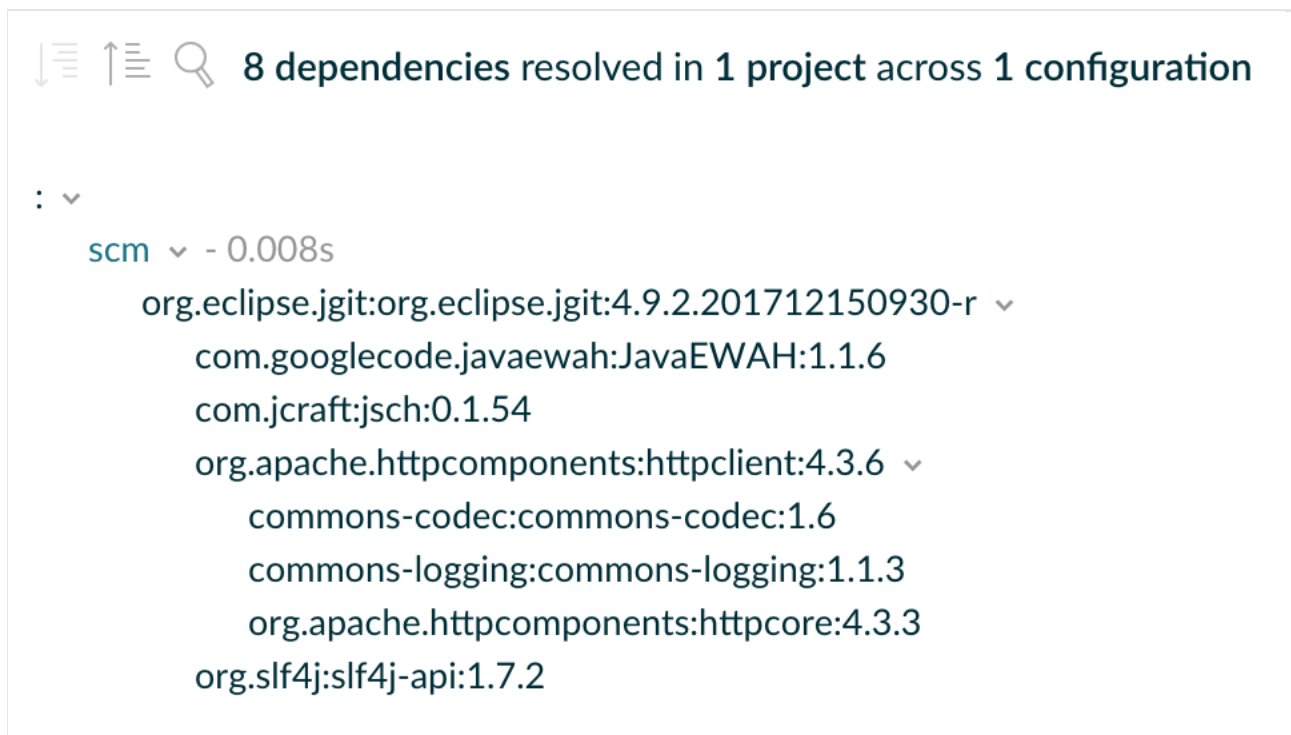 8 dependencies resolved in 1 project across 1 configuration
:
scm - 0.008s
org.eclipse.jgit:org.eclipse.jgit:4.9.2.201712150930-r
com.googlecode.javaewah:JavaEWAH:1.1.6
com.jcraft:jsch:0.1.54
org.apache.httpcomponents:httpclient:4.3.6
commons-codec:commons-codec:1.6
commons-logging:commons-logging:1.1.3
org.apache.httpcomponents:httpcore:4.3.3
org.slf4j:slf4j-api:1.7.2